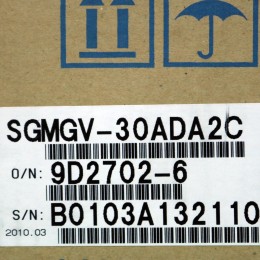 SGMGV-30ADA2C
O/N: 9D2702-6
S/N: B0103A132110
2010.03